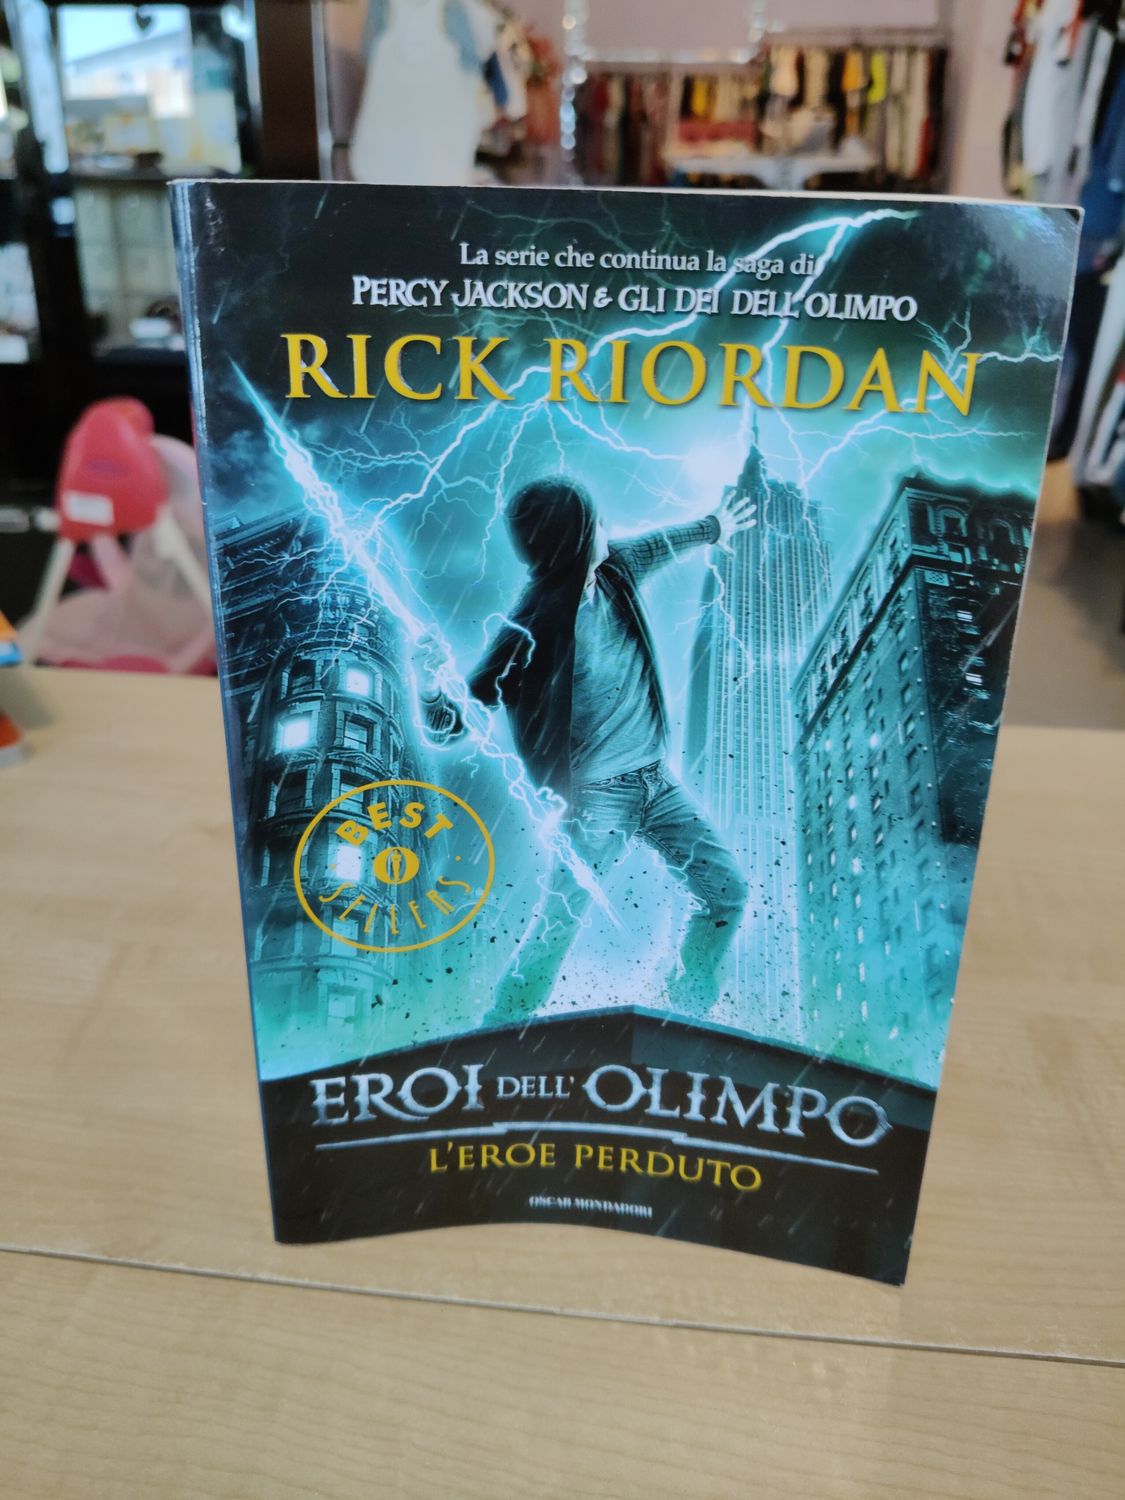 La serie che continua la saga di
PERCY JACKSON & GLI DEI DELL'OLIMPO
RICK RIORDAN
BEST
SELLERS
EROI DELL' OLIMPO
L'EROE PERDUTO
OSCAR MONDADORI